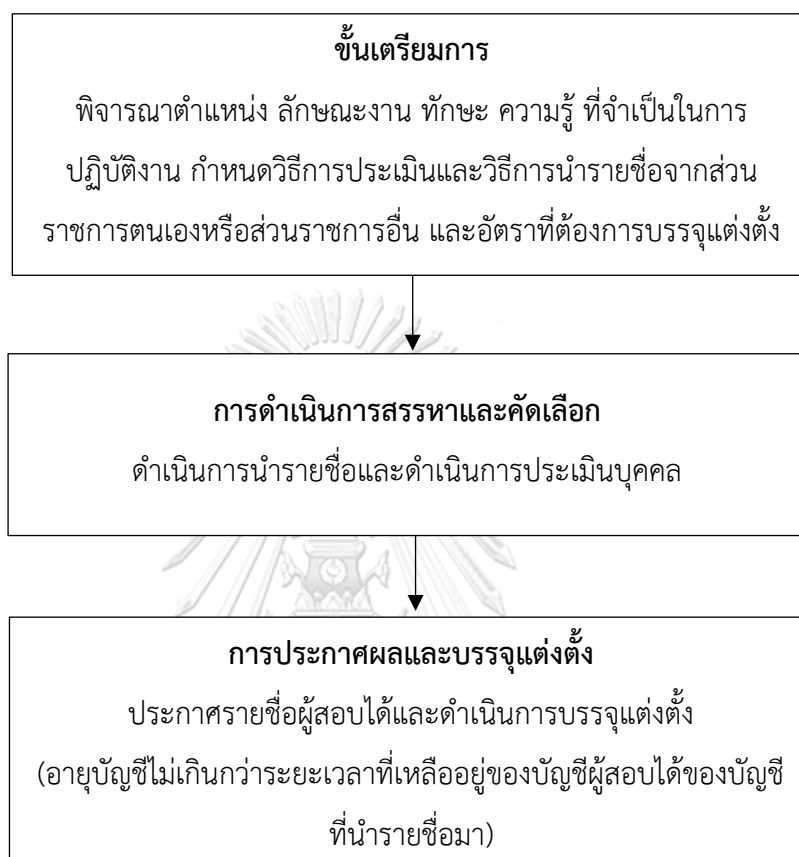 ขั้นเตรียมการ
พิจารณาตำแหน่ง ลักษณะงาน ทักษะ ความรู้ ที่จำเป็นในการ
ปฏิบัติงาน กำหนดวิธีการประเมินและวิธีการนำรายชื่อจากส่วน
ราชการตนเองหรือส่วนราชการอื่น และอัตราที่ต้องการบรรจุแต่งตั้ง
การดำเนินการสรรหาและคัดเลือก
ดำเนินการนำรายชื่อและดำเนินการประเมินบุคคล
การประกาศผลและบรรจุแต่งตั้ง
ประกาศรายชื่อผู้สอบได้และดำเนินการบรรจุแต่งตั้ง
(อายุบัญชีไม่เกินกว่าระยะเวลาที่เหลืออยู่ของบัญชีผู้สอบได้ของบัญชี
ที่นำรายชื่อมา)